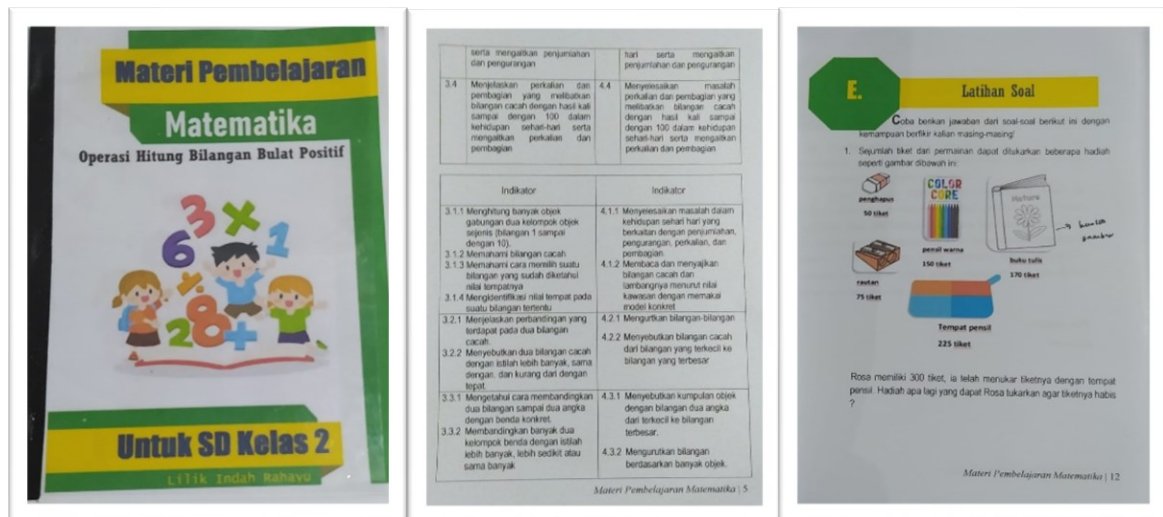 Materi Pembelajaran
Matematika
Operasi Hitung Bilangan Bulat Positif
3
6
1
2
8
Untuk SD Kelas 2
Lilik Indah Rahayu
serta mengaitkan penjumlahan
dan pengurangan
hari serta mengaitkan
penjumlahan dan pengurangan
3.4 Menjelaskan perkalian dan
pembagian yang melibatkan
bilangan cacah dengan hasil kali
sampai dengan 100 dalam
kehidupan sehari-hari serta
mengaitkan perkalian dan
pembagian
4.4 Menyelesaikan masalah
perkalian dan pembagian yang
melibatkan bilangan cacah
dengan hasil kali sampai
dengan 100 dalam kehidupan
sehari-hari serta mengaitkan
perkalian dan pembagian
Indikator
Indikator
3.1.1 Menghitung banyak objek
gabungan dua kelompok objek
sejenis (bilangan 1 sampai
dengan 10).
3.1.2 Memahami bilangan cacah
3.1.3 Memahami cara memilih suatu
bilangan yang sudah diketahui
nilai tempatnya
3.1.4 Mengidentifikasi nilai tempat pada
suatu bilangan tertentu
4.1.1 Menyelesaikan masalah dalam
kehidupan sehari hari yang
berkaitan dengan penjumlahan,
pengurangan, perkalian, dan
pembagian.
4.1.2 Membaca dan menyajikan
bilangan cacah dan
lambangnya menurut nilai
kawasan dengan memakai
model konkret
3.2.1 Menjelaskan perbandingan yang
terdapat pada dua bilangan
cacah.
3.2.2 Menyebutkan dua bilangan cacah
dengan istilah lebih banyak, sama
dengan, dan kurang dari dengan
tepat.
4.2.1 Mengurtkan bilangan-bilangan
4.2.2 Menyebutkan bilangan cacah
dari bilangan yang terkecil ke
bilangan yang terbesar
3.3.1 Mengetahui cara membandingkan
dua bilangan sampai dua angka
dengan benda konkret.
3.3.2 Membandingkan banyak dua
kelompok benda dengan istilah
lebih banyak, lebih sedikit atau
sama banyak
4.3.1 Menyebutkan kumpulan objek
dengan bilangan dua angka
dari terkecil ke bilangan
terbesar.
4.3.2 Mengurutkan bilangan
berdasarkan banyak objek.
Materi Pembelajaran Matematika | 5
E.
Latihan Soal
Coba berikan jawaban dari soal-soal berikut ini dengan
kemampuan berfikir kalian masing-masing!
1. Sejumlah tiket dari permainan dapat ditukarkan beberapa hadiah
seperti gambar dibawah ini:
penghapus
50 tiket
COLOR
CORE
pensil warna
150 tiket
Nature
buku tulis
170 tiket
gambar
rautan
75 tiket
Tempat pensil
225 tiket
Rosa memiliki 300 tiket, ia telah menukar tiketnya dengan tempat
pensil. Hadiah apa lagi yang dapat Rosa tukarkan agar tiketnya habis
?
Materi Pembelajaran Matematika | 12